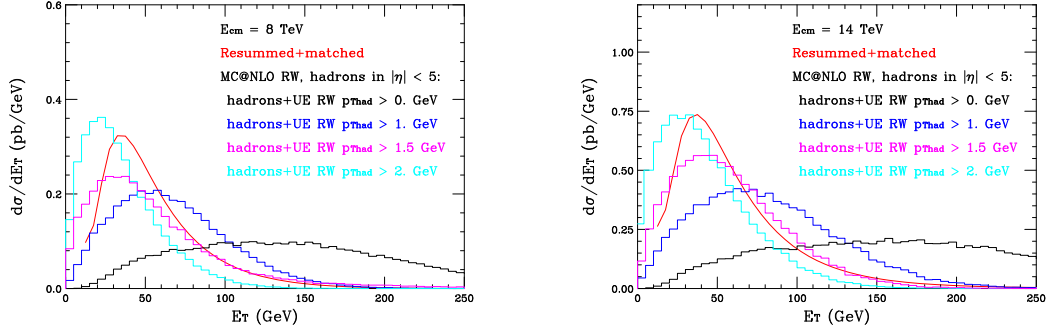 Ecm = 8 TeV
Resummed+matched
MC@NLO RW, hadrons in |η| < 5:
hadrons+UE RW pThad > 0. GeV
hadrons+UE RW pThad > 1. GeV
hadrons+UE RW pThad > 1.5 GeV
hadrons+UE RW pThad > 2. GeV
dσ/dET (pb/GeV)
0.6
0.4
0.2
0.0
0 50 100 150 200 250
ET (GeV)
Ecm = 14 TeV
Resummed+matched
MC@NLO RW, hadrons in |η| < 5:
hadrons+UE RW pThad > 0. GeV
hadrons+UE RW pThad > 1. GeV
hadrons+UE RW pThad > 1.5 GeV
hadrons+UE RW pThad > 2. GeV
dσ/dET (pb/GeV)
1.00
0.75
0.50
0.25
0.00
0 50 100 150 200 250
ET (GeV)